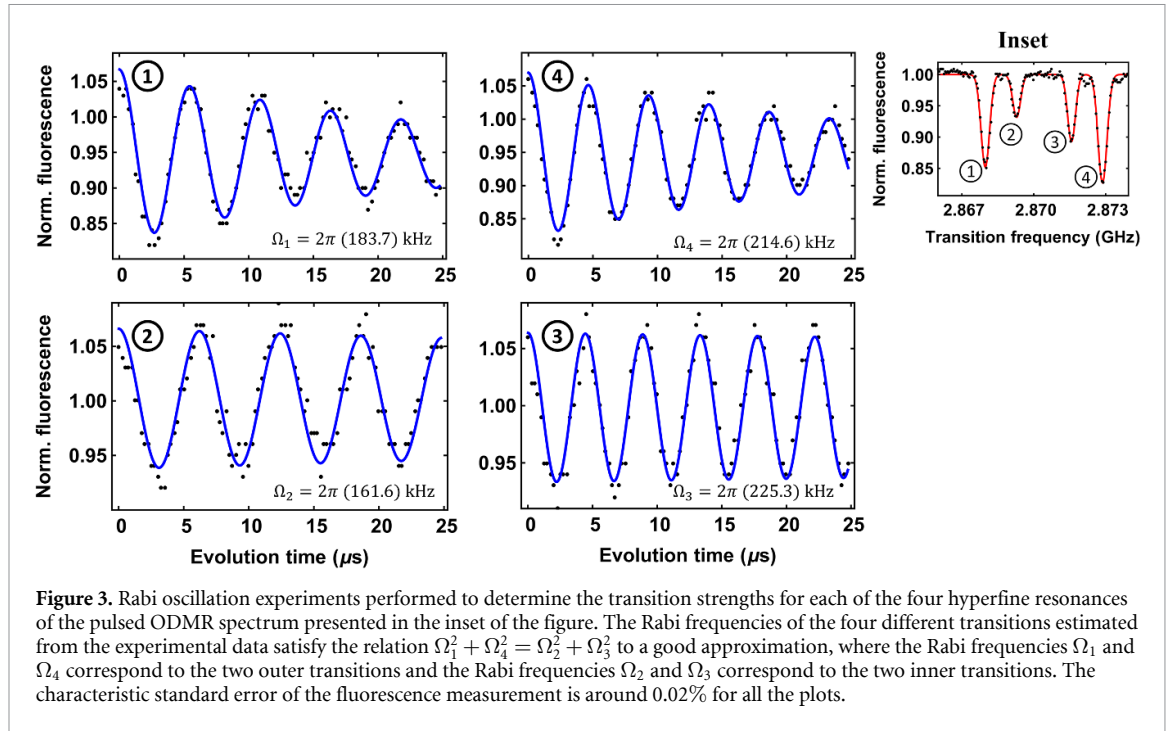 Inset
1
4
Norm. fluorescence
1.05
1.00
0.95
0.90
0.85
Ω₁ = 2π (183.7) kHz
0 5 10 15 20 25
1.05
1.00
0.95
0.90
0.85
Ω₄ = 2π (214.6) kHz
0 5 10 15 20 25
Norm. fluorescence
1.00
0.95
0.90
0.85
1
2
3
4
2.867 2.870 2.873
Transition frequency (GHz)
2
3
Norm. fluorescence
1.05
1.00
0.95
Ω₂ = 2π (161.6) kHz
0 5 10 15 20 25
Evolution time (μs)
1.05
1.00
0.95
Ω₃ = 2π (225.3) kHz
0 5 10 15 20 25
Evolution time (μs)
Figure 3. Rabi oscillation experiments performed to determine the transition strengths for each of the four hyperfine resonances
of the pulsed ODMR spectrum presented in the inset of the figure. The Rabi frequencies of the four different transitions estimated
from the experimental data satisfy the relation Ω₁² + Ω₄² = Ω₂² + Ω₃² to a good approximation, where the Rabi frequencies Ω₁ and
Ω₄ correspond to the two outer transitions and the Rabi frequencies Ω₂ and Ω₃ correspond to the two inner transitions. The
characteristic standard error of the fluorescence measurement is around 0.02% for all the plots.